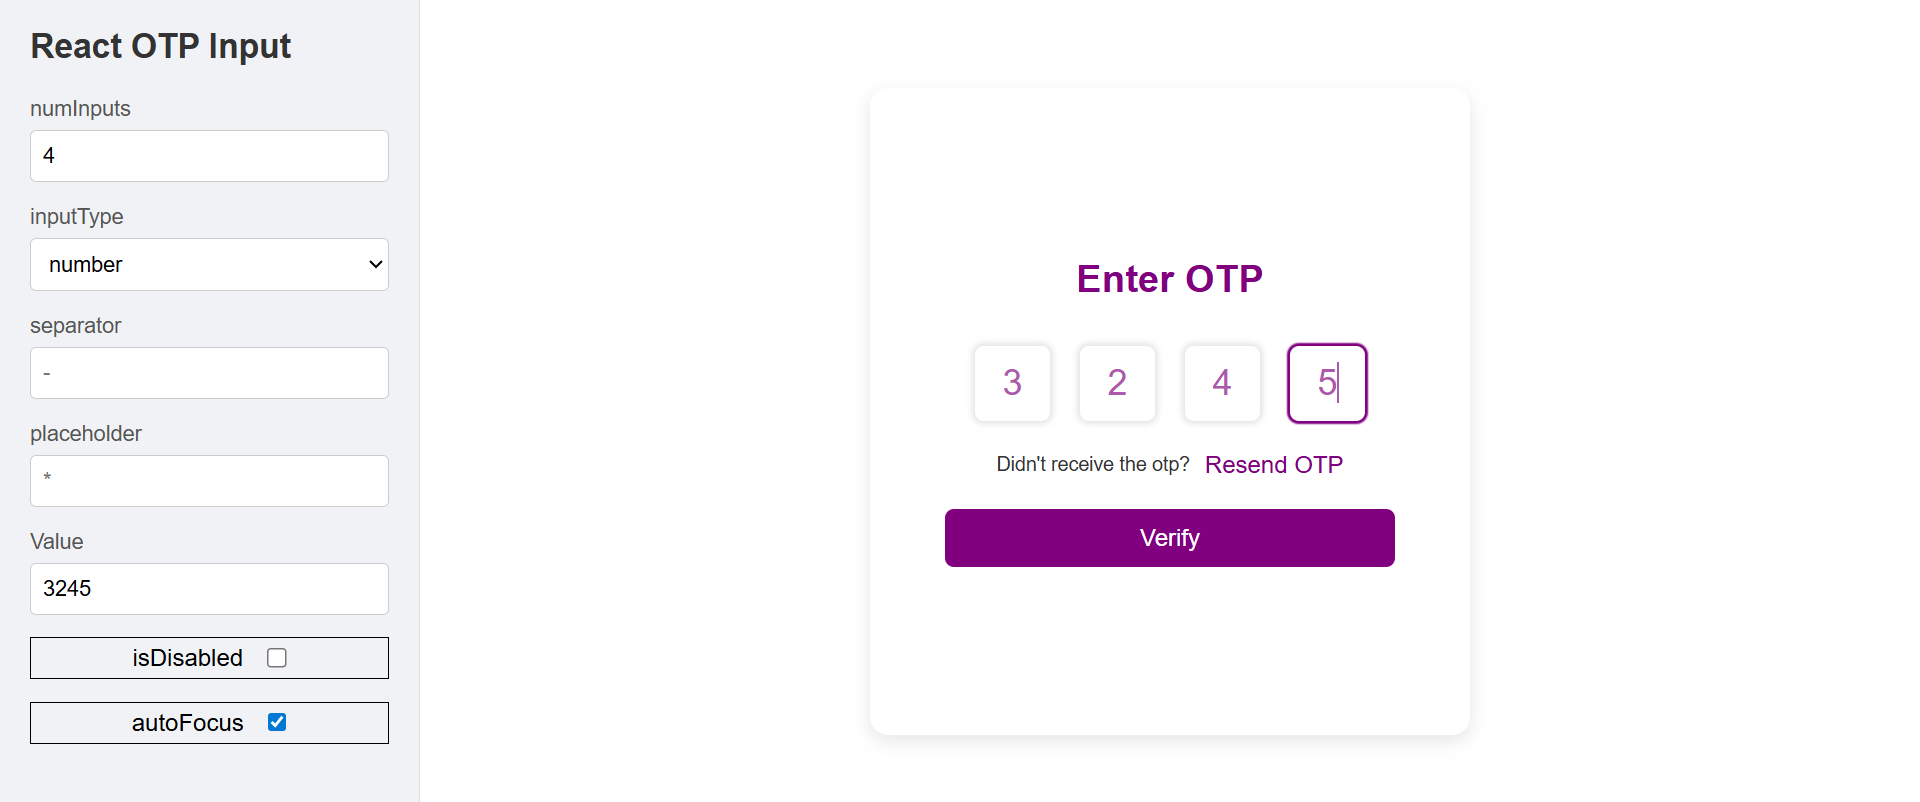 React OTP Input
numInputs
4
inputType
number
separator
-
placeholder
*
Value
3245
isDisabled
autoFocus
Enter OTP
3 2 4 5
Didn't receive the otp? Resend OTP
Verify